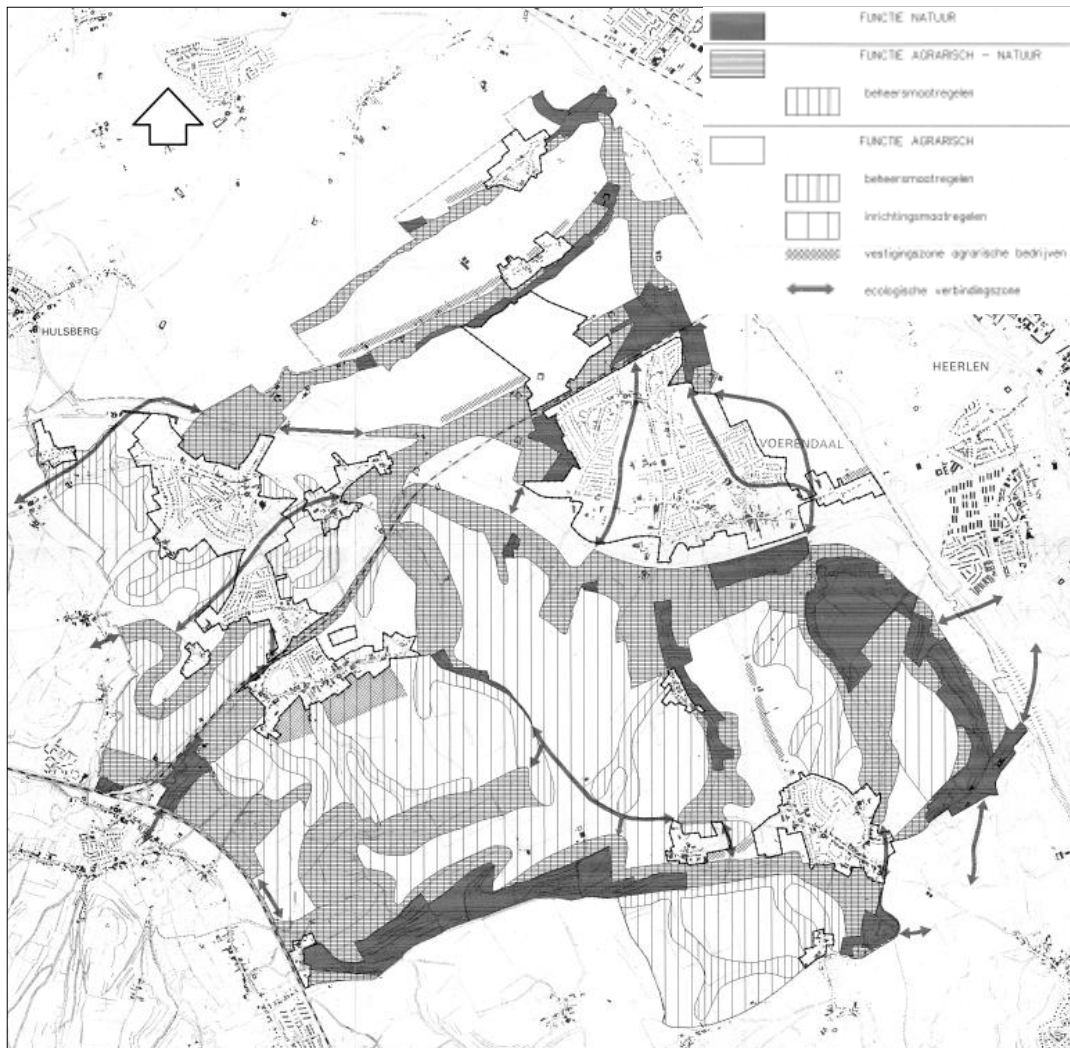 FUNCTIE NATUUR
FUNCTIE AGRARISCH - NATUUR
beheersmaatregelen
FUNCTIE AGRARISCH
beheersmaatregelen
inrichtingsmaatregelen
vestigingszone agrarische bedrijven
ecologische verbindingszone
HULSBERG
HEERLEN
VOERENDAAL